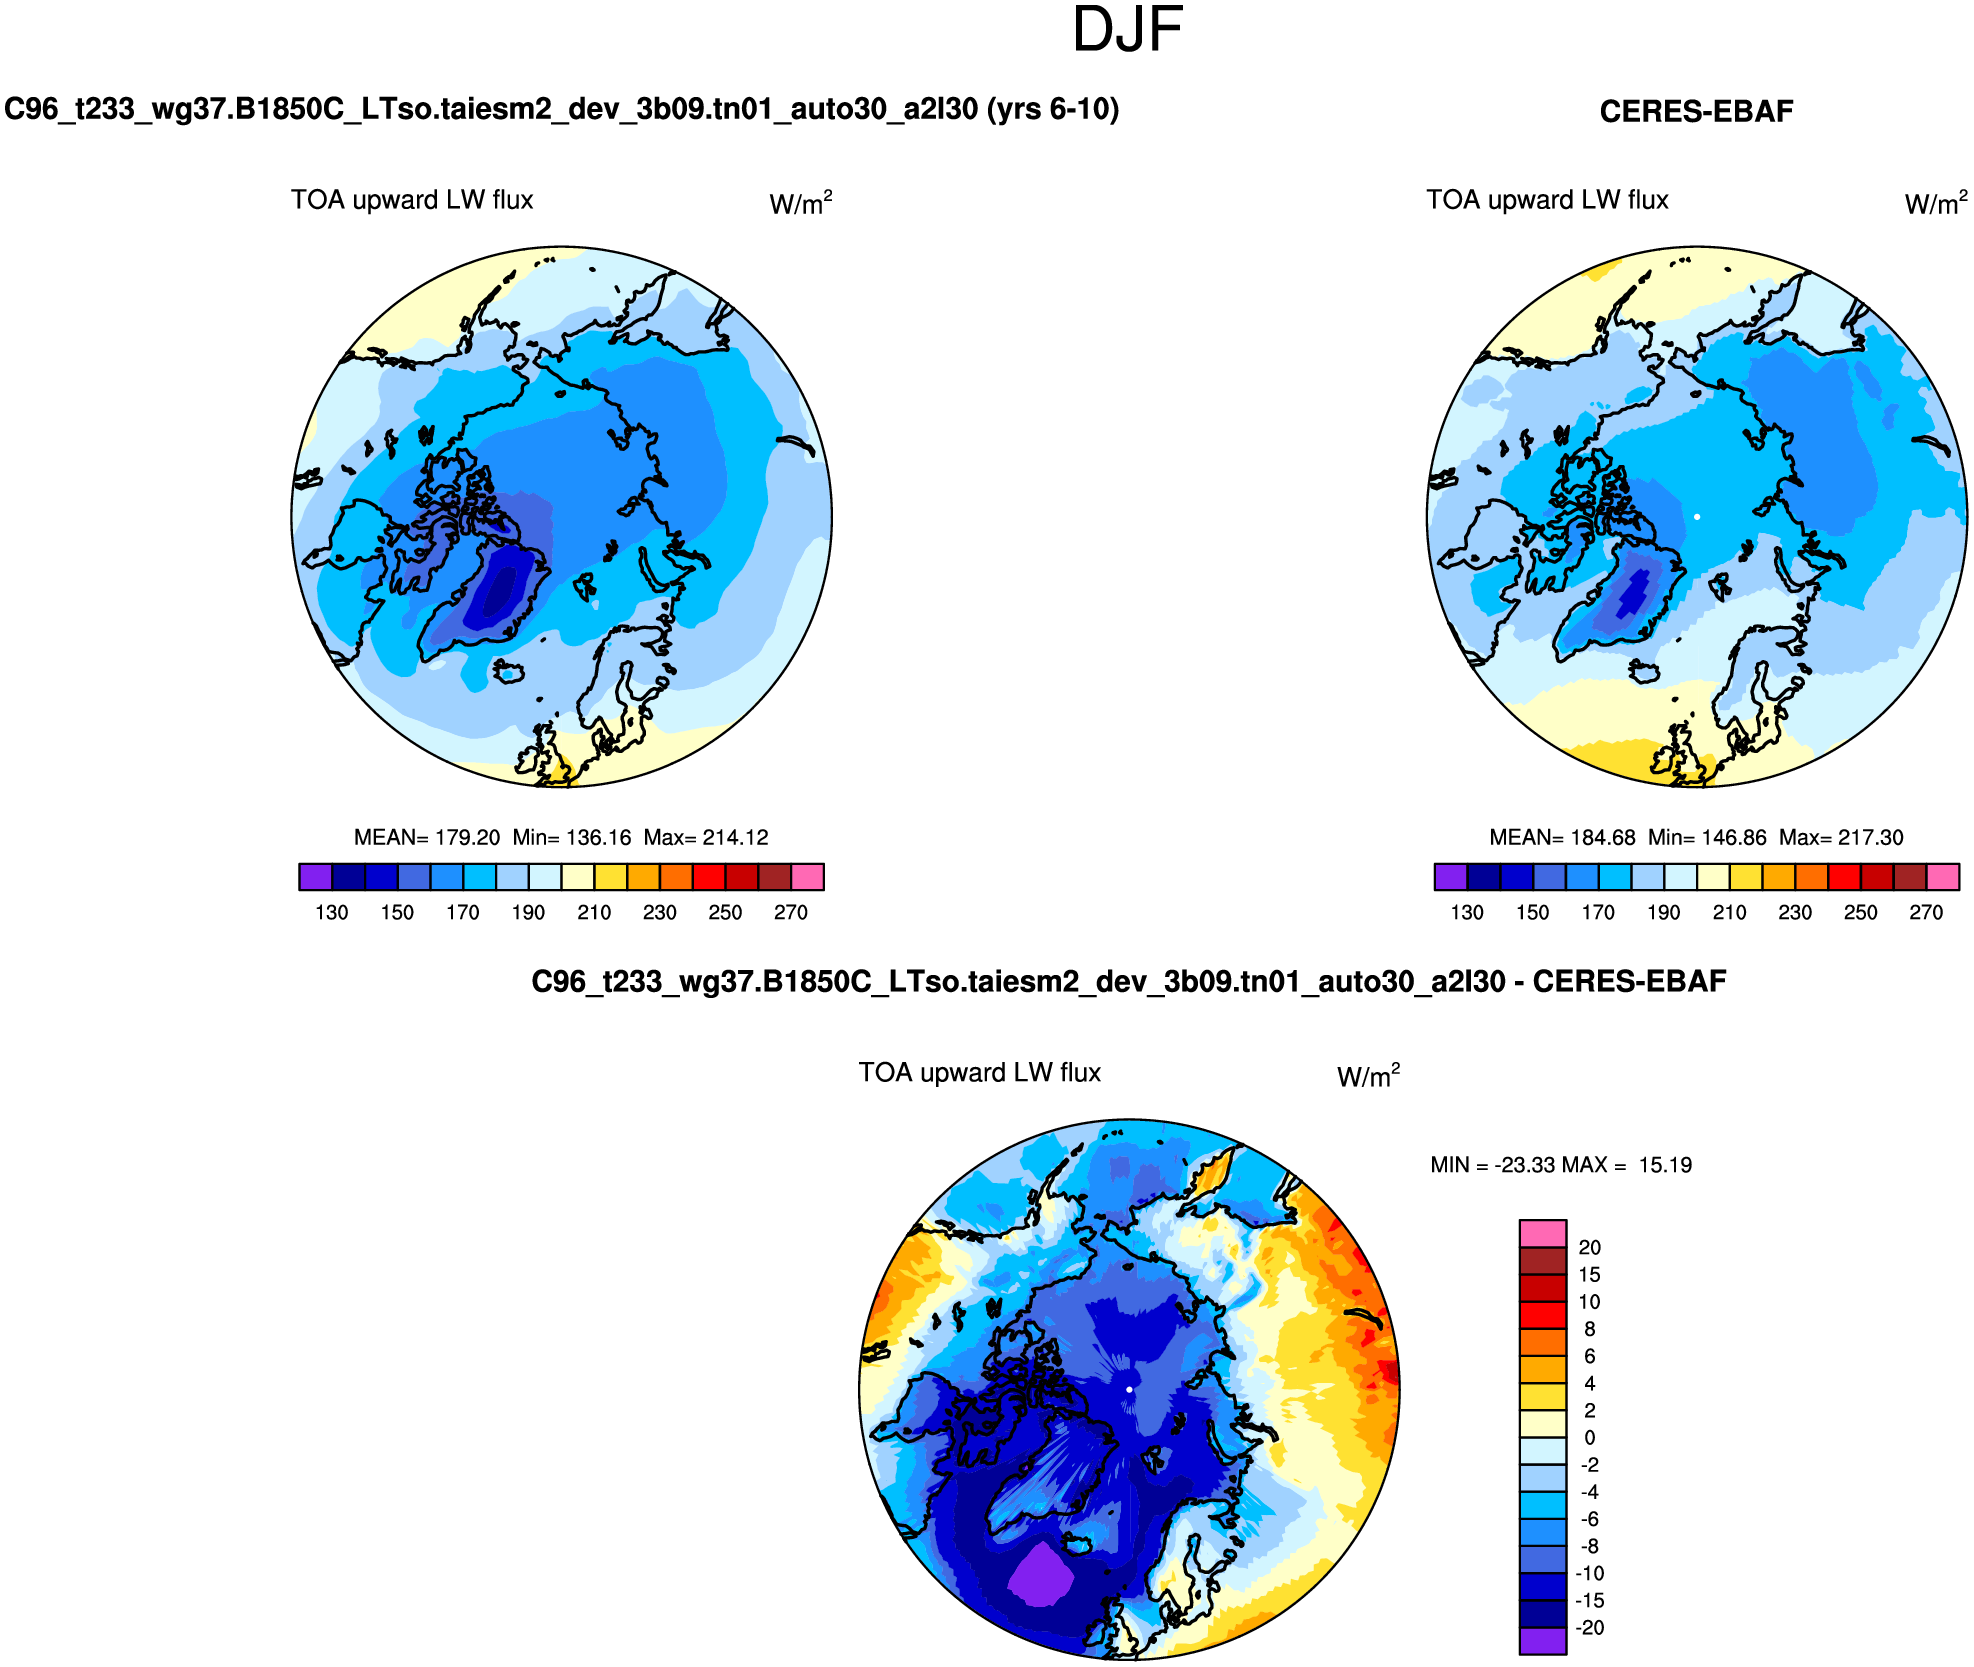 DJF
C96_t233_wg37.B1850C_LTso.taiesm2_dev_3b09.tn01_auto30_a2l30 (yrs 6-10)
CERES-EBAF
TOA upward LW flux W/m²
TOA upward LW flux W/m²
MEAN= 179.20 Min= 136.16 Max= 214.12
130 150 170 190 210 230 250 270
MEAN= 184.68 Min= 146.86 Max= 217.30
130 150 170 190 210 230 250 270
C96_t233_wg37.B1850C_LTso.taiesm2_dev_3b09.tn01_auto30_a2l30 - CERES-EBAF
TOA upward LW flux W/m²
MIN = -23.33 MAX = 15.19
20
15
10
8
6
4
2
0
-2
-4
-6
-8
-10
-15
-20